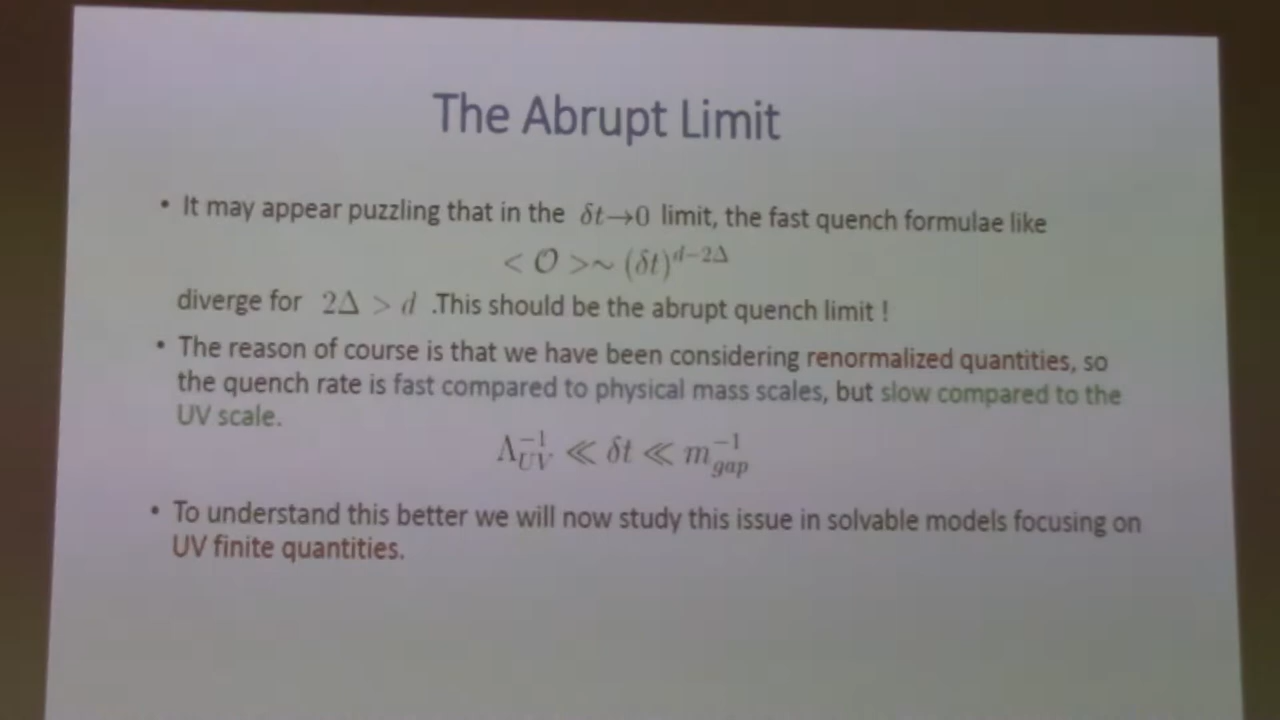 The Abrupt Limit
• It may appear puzzling that in the δt→0 limit, the fast quench formulae like
< O >∼ (δt)^{d−2Δ}
diverge for 2Δ > d .This should be the abrupt quench limit !
• The reason of course is that we have been considering renormalized quantities, so
the quench rate is fast compared to physical mass scales, but slow compared to the
UV scale.
Λ_{UV}^{−1} ≪ δt ≪ m_{gap}^{−1}
• To understand this better we will now study this issue in solvable models focusing on
UV finite quantities.